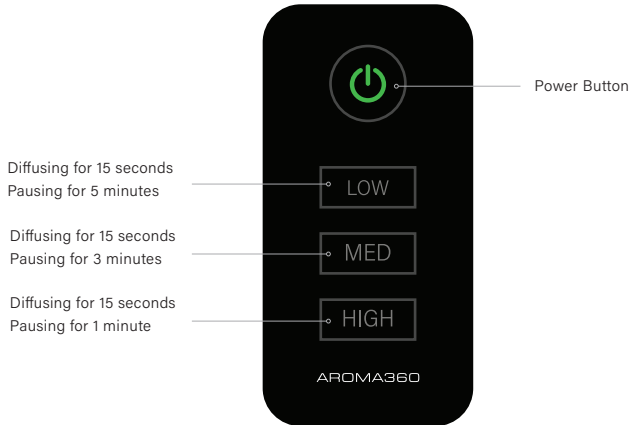 Power Button
Diffusing for 15 seconds
Pausing for 5 minutes
LOW
Diffusing for 15 seconds
Pausing for 3 minutes
MED
Diffusing for 15 seconds
Pausing for 1 minute
HIGH
AROMA360